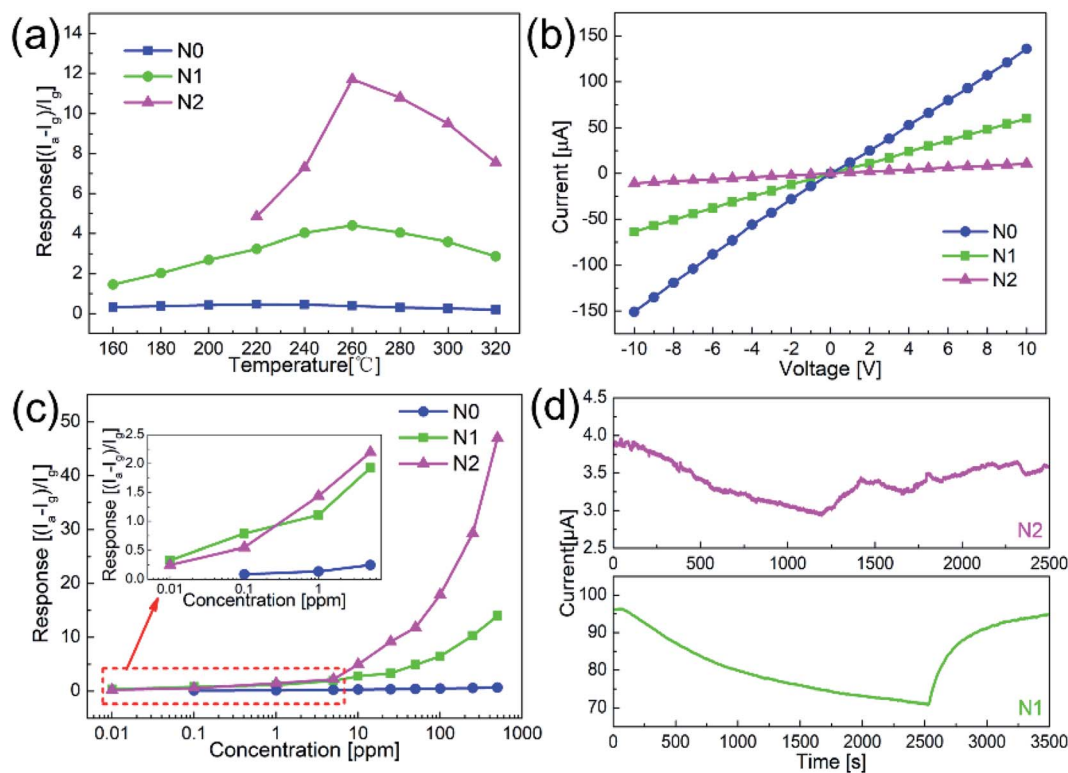 (a)
N0
N1
N2
Response[(Ia-Ig)/Ig]
14
12
10
8
6
4
2
0
160 180 200 220 240 260 280 300 320
Temperature[℃]
(b)
Current [μA]
150
100
50
0
-50
-100
-150
N0
N1
N2
-10 -8 -6 -4 -2 0 2 4 6 8 10
Voltage [V]
(c)
N0
N1
N2
Response [(Ia-Ig)/Ig]
50
40
30
20
10
0
Response [(Ia-Ig)/Ig]
2.5
2.0
1.5
1.0
0.5
0.0
0.01 0.1 1
Concentration [ppm]
0.01 0.1 1 10 100 1000
Concentration [ppm]
(d)
Current[μA]
4.0
3.5
3.0
2.5
N2
0 500 1000 1500 2000 2500
100
90
80
70
N1
0 500 1000 1500 2000 2500 3000 3500
Time [s]